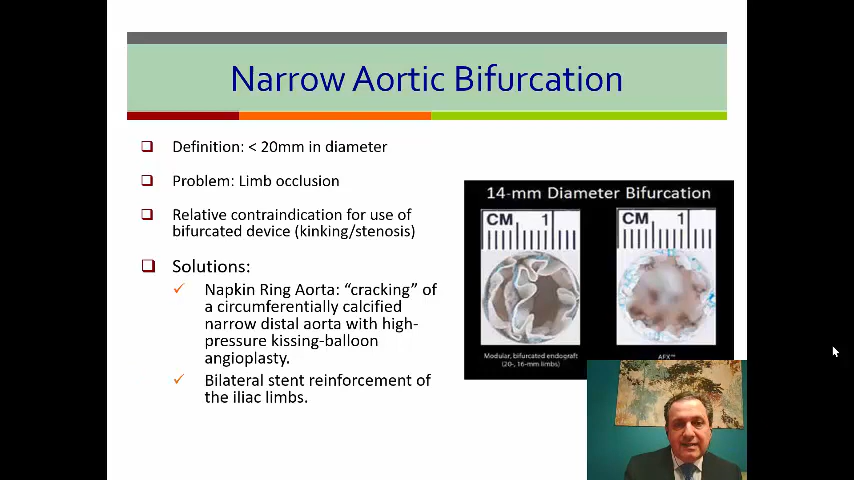 Narrow Aortic Bifurcation
Definition: < 20mm in diameter
Problem: Limb occlusion
Relative contraindication for use of
bifurcated device (kinking/stenosis)
Solutions:
Napkin Ring Aorta: “cracking” of
a circumferentially calcified
narrow distal aorta with high-
pressure kissing-balloon
angioplasty.
Bilateral stent reinforcement of
the iliac limbs.
14-mm Diameter Bifurcation
CM 1
CM 1
Modular, bifurcated endograft
(20-, 16-mm limbs)
AFX™